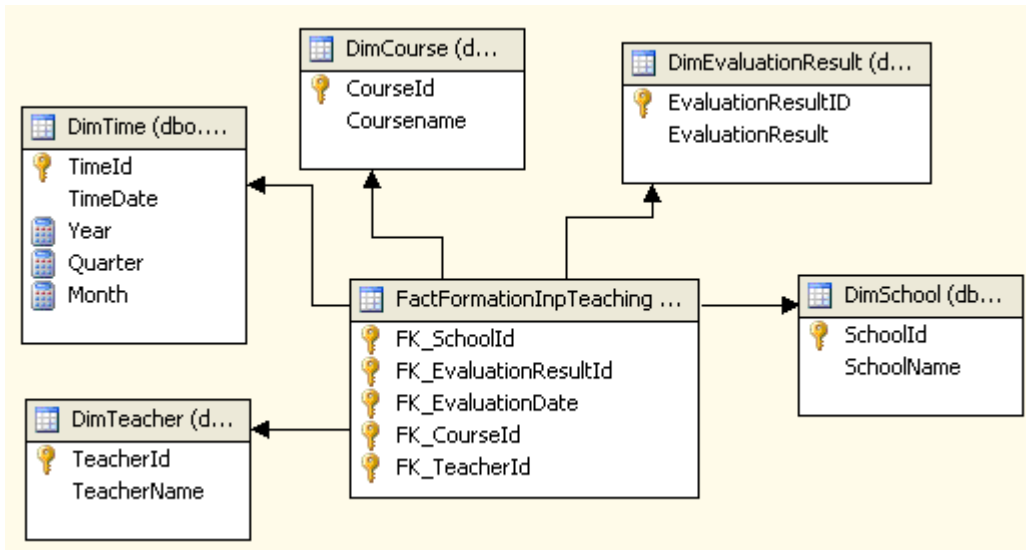 DimCourse (d...
CourseId
Coursename
DimEvaluationResult (d...
EvaluationResultID
EvaluationResult
DimTime (dbo....
TimeId
TimeDate
Year
Quarter
Month
FactFormationInpTeaching ...
FK_SchoolId
FK_EvaluationResultId
FK_EvaluationDate
FK_CourseId
FK_TeacherId
DimSchool (db...
SchoolId
SchoolName
DimTeacher (d...
TeacherId
TeacherName